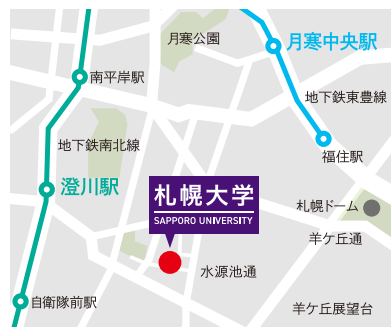 月寒公園
月寒中央駅
南平岸駅
地下鉄東豊線
地下鉄南北線
福住駅
澄川駅
札幌大学
SAPPORO UNIVERSITY
札幌ドーム
羊ケ丘通
水源池通
自衛隊前駅
羊ケ丘展望台